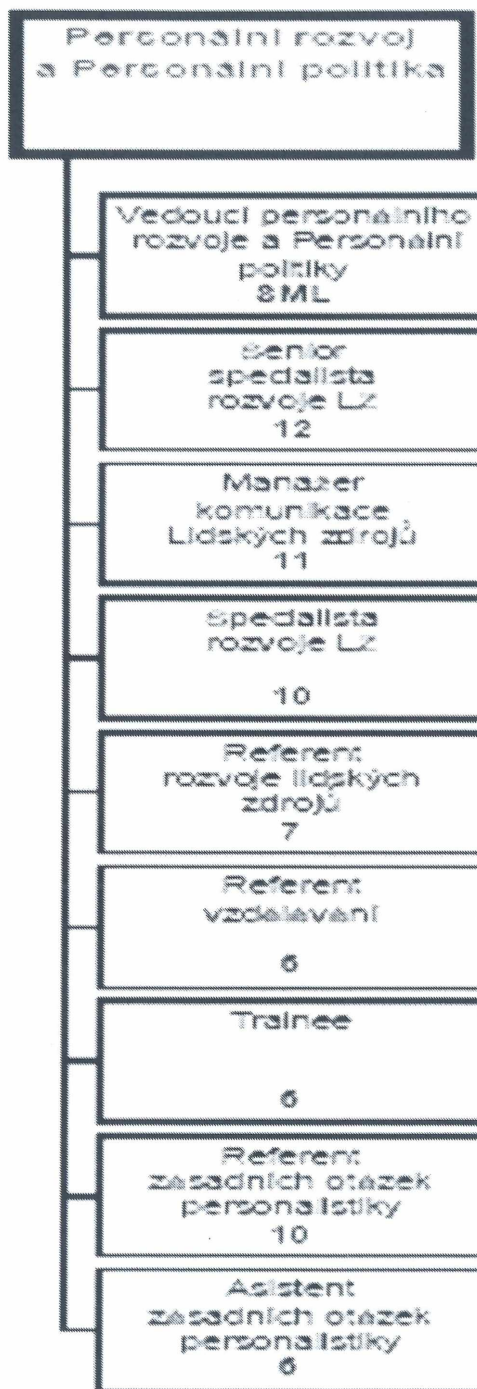 Personální rozvoj
a Personální politika
Vedoucí personálního
rozvoje a Personální
politiky
SML
Senior
specialista
rozvoje LZ
12
Manažer
komunikace
Lidských zdrojů
11
Specialista
rozvoje LZ
10
Referent
rozvoje lidských
zdrojů
7
Referent
vzdělávání
6
Trainee
6
Referent
zásadních otázek
personalistiky
10
Asistent
zásadních otázek
personalistiky
6